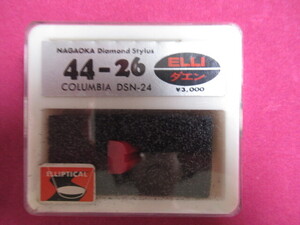 NAGAOKA Diamond Stylus
44-26
COLUMBIA DSN-24
ELLI
ダエン
¥3,000
ELLIPTICAL